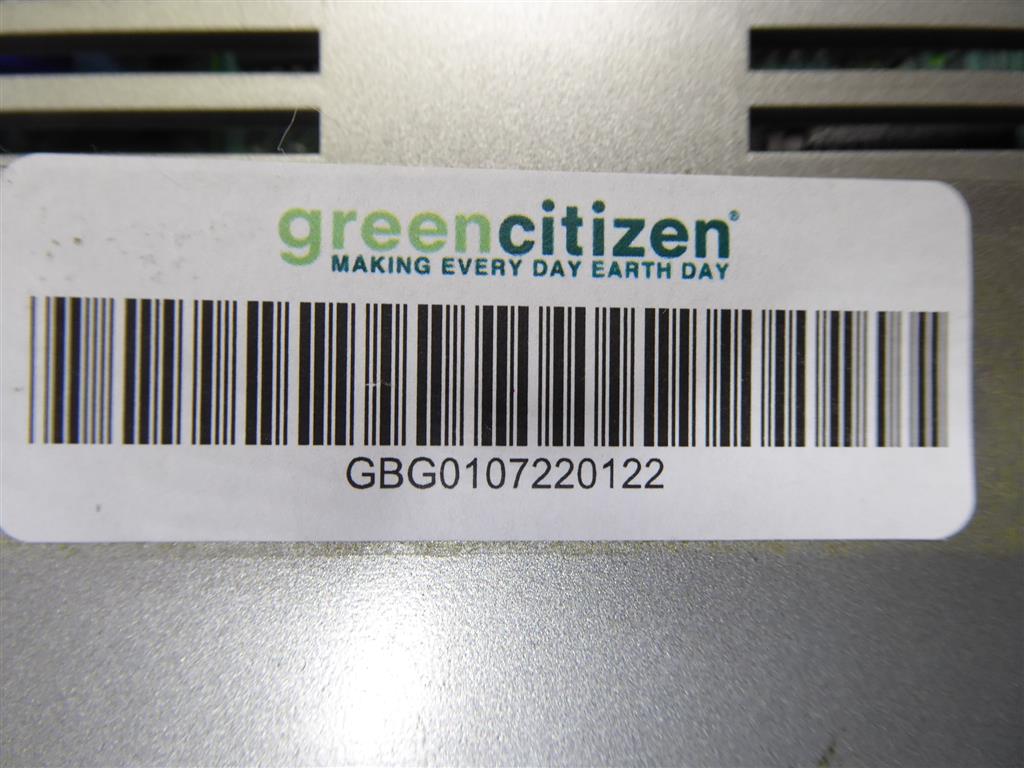 greencitizen®
MAKING EVERY DAY EARTH DAY
GBG0107220122